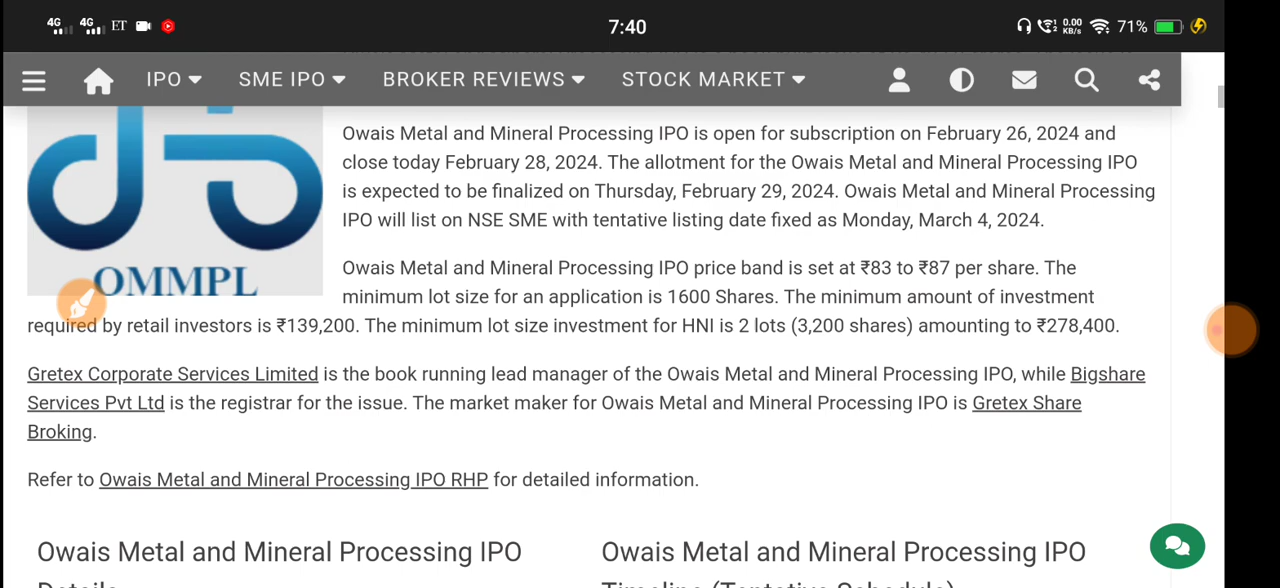 4G 4G ET 7:40 0.00 KB/s 71%
IPO SME IPO BROKER REVIEWS STOCK MARKET
OMMPL
Owais Metal and Mineral Processing IPO is open for subscription on February 26, 2024 and
close today February 28, 2024. The allotment for the Owais Metal and Mineral Processing IPO
is expected to be finalized on Thursday, February 29, 2024. Owais Metal and Mineral Processing
IPO will list on NSE SME with tentative listing date fixed as Monday, March 4, 2024.
Owais Metal and Mineral Processing IPO price band is set at ₹83 to ₹87 per share. The
minimum lot size for an application is 1600 Shares. The minimum amount of investment
required by retail investors is ₹139,200. The minimum lot size investment for HNI is 2 lots (3,200 shares) amounting to ₹278,400.
Gretex Corporate Services Limited is the book running lead manager of the Owais Metal and Mineral Processing IPO, while Bigshare
Services Pvt Ltd is the registrar for the issue. The market maker for Owais Metal and Mineral Processing IPO is Gretex Share
Broking.
Refer to Owais Metal and Mineral Processing IPO RHP for detailed information.
Owais Metal and Mineral Processing IPO
Details
Owais Metal and Mineral Processing IPO
Timeline (Tentative Schedule)